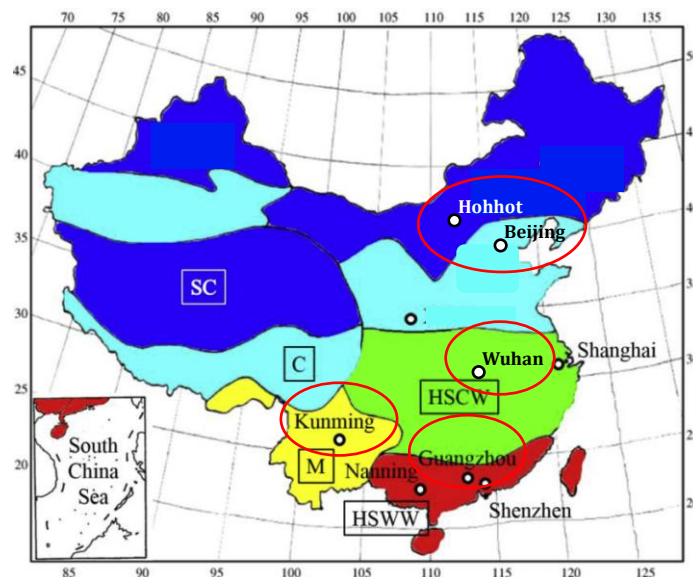 70 75 80 85 90 95 100 105 110 115 120 125 130 135
45
40
35
30
25
20
Hohhot
Beijing
SC
C
Wuhan
Shanghai
HSCW
Kunming
Guangzhou
M
Nanning
Shenzhen
HSWW
South
China
Sea
85 90 95 100 105 110 115 120 125